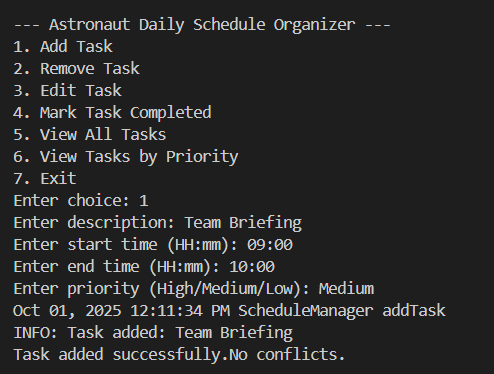 --- Astronaut Daily Schedule Organizer ---
1. Add Task
2. Remove Task
3. Edit Task
4. Mark Task Completed
5. View All Tasks
6. View Tasks by Priority
7. Exit
Enter choice: 1
Enter description: Team Briefing
Enter start time (HH:mm): 09:00
Enter end time (HH:mm): 10:00
Enter priority (High/Medium/Low): Medium
Oct 01, 2025 12:11:34 PM ScheduleManager addTask
INFO: Task added: Team Briefing
Task added successfully.No conflicts.